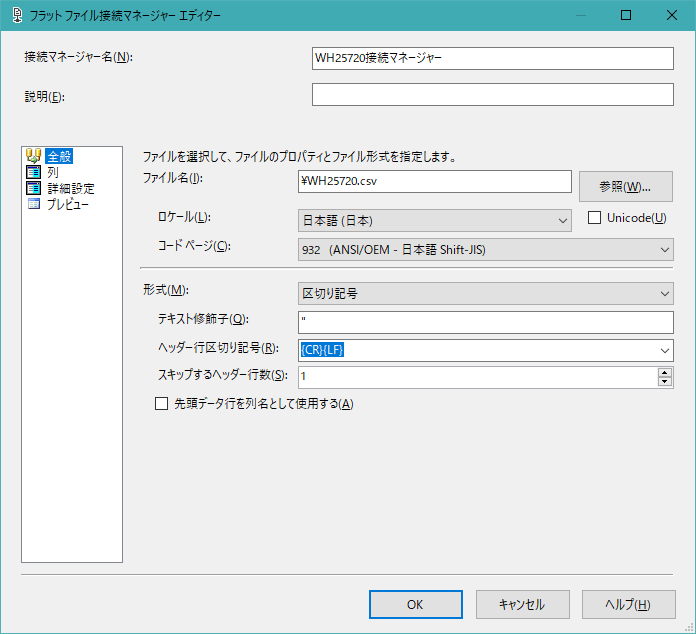 フラット ファイル接続マネージャー エディター
接続マネージャー名(N):
WH25720接続マネージャー
説明(E):
全般
列
詳細設定
プレビュー
ファイルを選択して、ファイルのプロパティとファイル形式を指定します。
ファイル名(I):
¥WH25720.csv
参照(W)...
ロケール(L):
日本語 (日本)
Unicode(U)
コード ページ(C):
932 (ANSI/OEM - 日本語 Shift-JIS)
形式(M):
区切り記号
テキスト修飾子(Q):
"
ヘッダー行区切り記号(R):
{CR}{LF}
スキップするヘッダー行数(S):
1
先頭データ行を列名として使用する(A)
OK
キャンセル
ヘルプ(H)